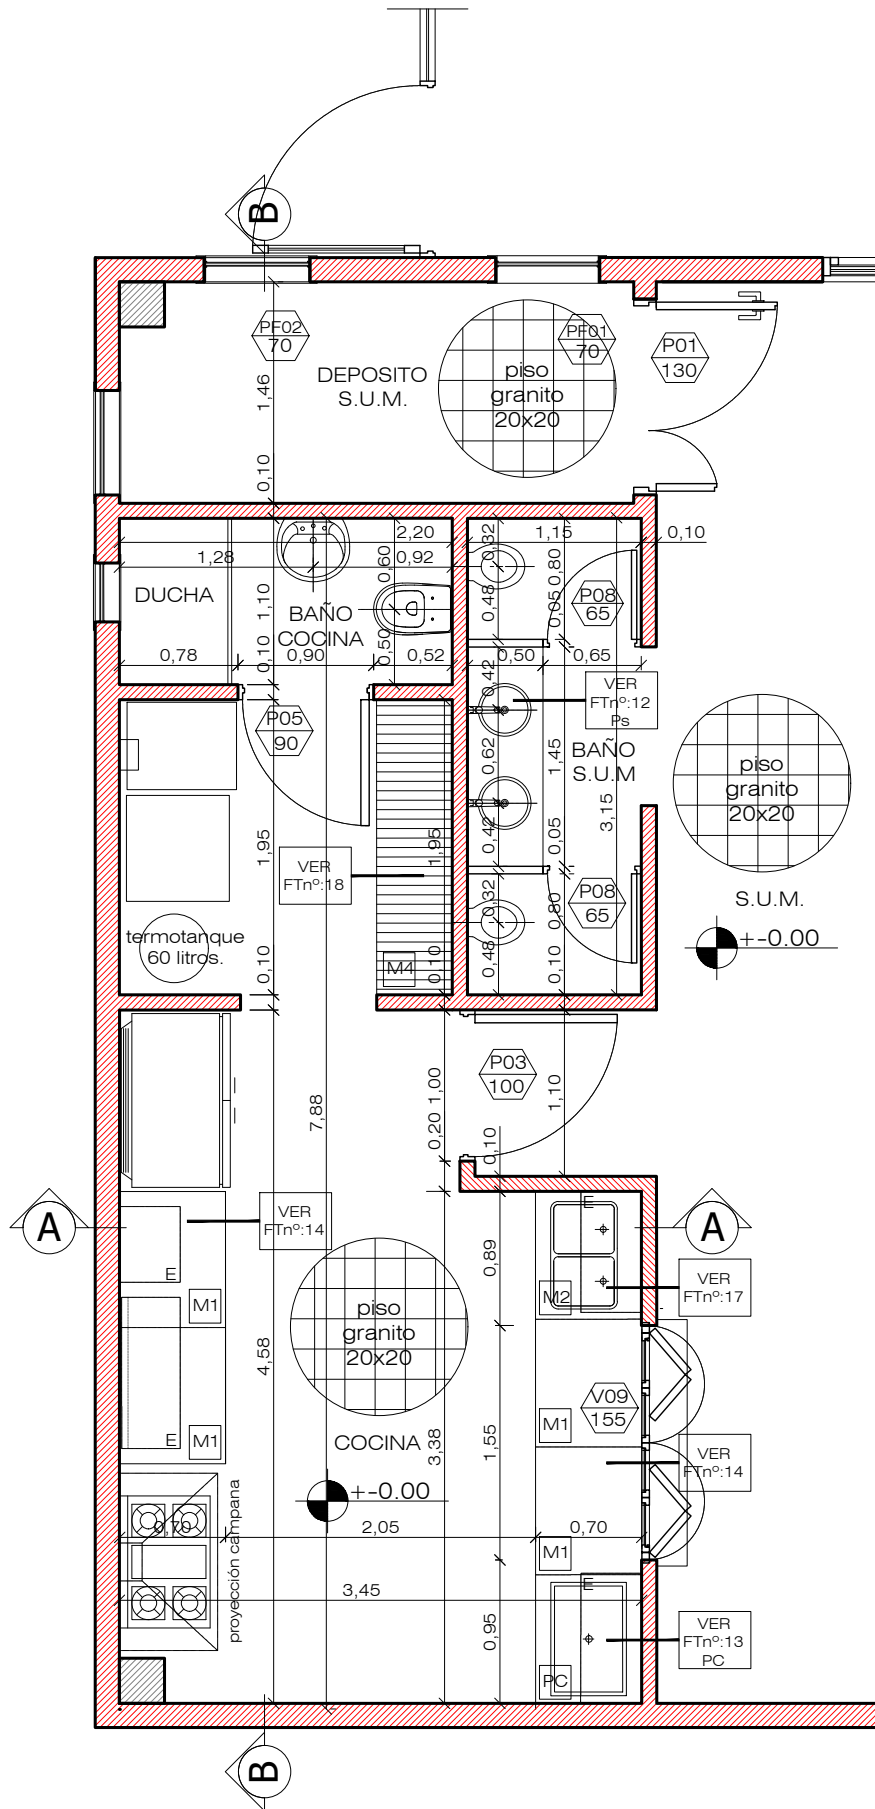 B
PF02
70
PF01
70
P01
130
DEPOSITO
S.U.M.
piso
granito
20x20
1,46
0,10
2,20
1,15
0,10
1,28
0,92
0,32
0,80
0,60
DUCHA
1,10
BAÑO
COCINA
0,48
0,05
P08
65
0,78
0,10
0,90
0,50
0,52
0,50
0,65
0,42
VER
FTnº:12
Ps
P05
90
0,62
1,45
BAÑO
S.U.M
piso
granito
20x20
3,15
1,95
1,95
0,42
0,05
VER
FTnº:18
0,32
0,80
P08
65
S.U.M.
termotanque
60 litros.
+-0.00
0,10
M4
0,10
0,48
0,10
P03
100
1,00
1,10
7,88
0,20
0,10
A
VER
FTnº:14
E
A
E
M1
0,89
M2
VER
FTnº:17
piso
granito
20x20
4,58
V09
155
E
M1
COCINA
3,38
1,55
M1
VER
FTnº:14
+-0.00
0,70
2,05
0,70
M1
proyección campana
3,45
E
0,95
VER
FTnº:13
PC
PC
B